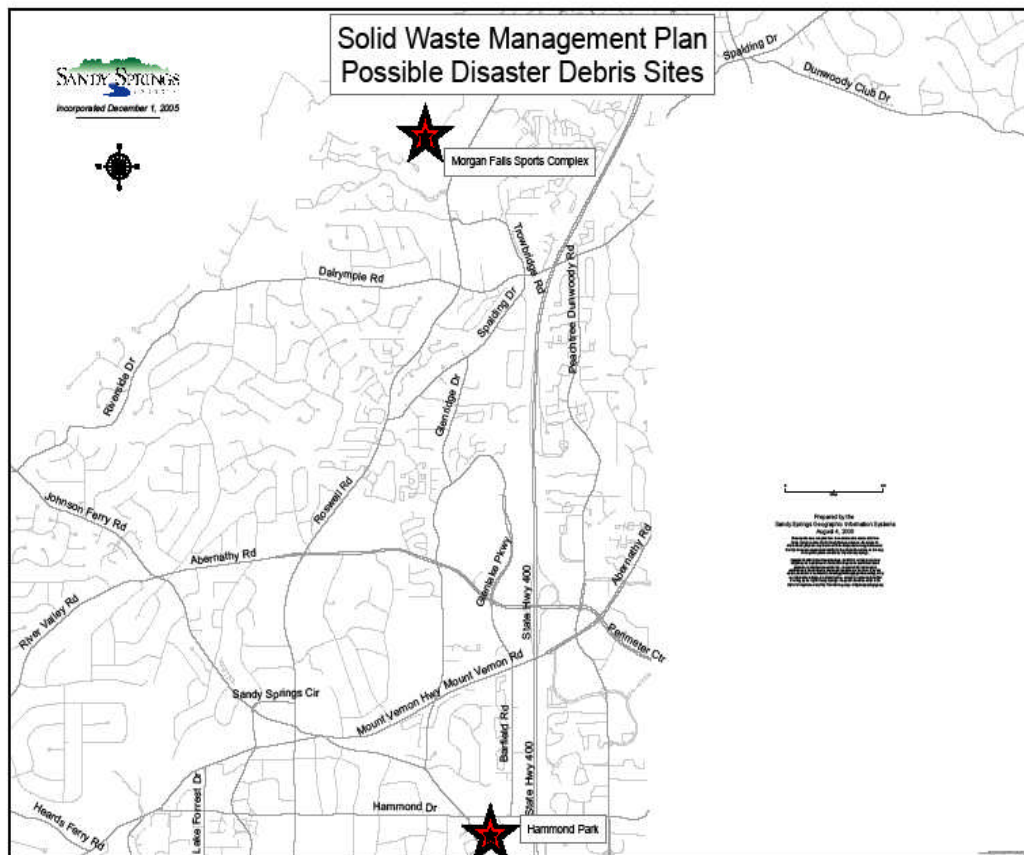 Solid Waste Management Plan
Possible Disaster Debris Sites
SANDY SPRINGS
Incorporated December 1, 2005
Spalding Dr
Dunwoody Club Dr
Morgan Falls Sports Complex
Trowbridge Rd
Dalrymple Rd
Peachtree Dunwoody Rd
Spalding Dr
Riverside Dr
Glenridge Dr
Roswell Rd
Johnson Ferry Rd
Abernathy Rd
Prepared by the
Sandy Springs Geographic Information Systems
Abernathy Rd
Glenlake Pkwy
State Hwy 400
River Valley Rd
Perimeter Ctr
Mount Vernon Hwy
Mount Vernon Rd
Sandy Springs Cir
Barfield Rd
State Hwy 400
Lake Forrest Dr
Hammond Dr
Heards Ferry Rd
Hammond Park